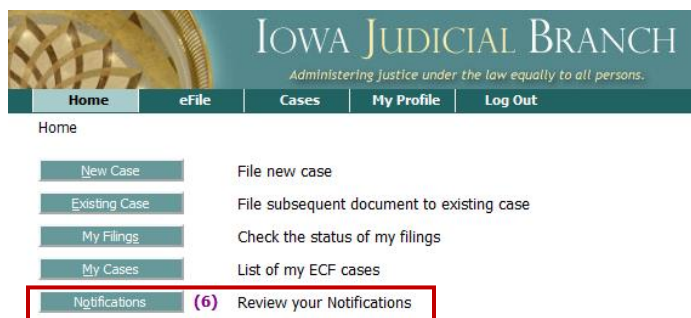 IOWA JUDICIAL BRANCH
Administering justice under the law equally to all persons.
Home eFile Cases My Profile Log Out
Home
New Case File new case
Existing Case File subsequent document to existing case
My Filings Check the status of my filings
My Cases List of my ECF cases
Notifications (6) Review your Notifications